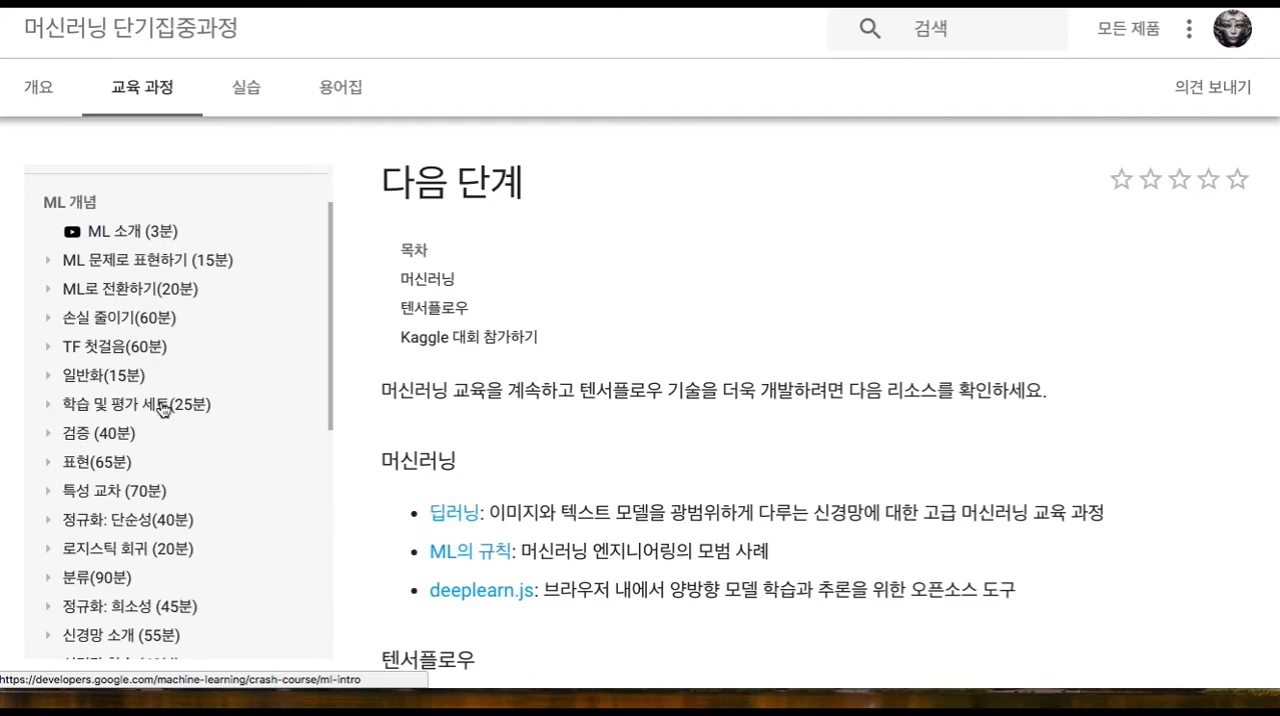 머신러닝 단기집중과정
검색
모든 제품
개요
교육 과정
실습
용어집
의견 보내기
ML 개념
ML 소개 (3분)
ML 문제로 표현하기 (15분)
ML로 전환하기(20분)
손실 줄이기(60분)
TF 첫걸음(60분)
일반화(15분)
학습 및 평가 세트(25분)
검증 (40분)
표현(65분)
특성 교차 (70분)
정규화: 단순성(40분)
로지스틱 회귀 (20분)
분류(90분)
정규화: 희소성 (45분)
신경망 소개 (55분)
다음 단계
목차
머신러닝
텐서플로우
Kaggle 대회 참가하기
머신러닝 교육을 계속하고 텐서플로우 기술을 더욱 개발하려면 다음 리소스를 확인하세요.
머신러닝
딥러닝: 이미지와 텍스트 모델을 광범위하게 다루는 신경망에 대한 고급 머신러닝 교육 과정
ML의 규칙: 머신러닝 엔지니어링의 모범 사례
deeplearn.js: 브라우저 내에서 양방향 모델 학습과 추론을 위한 오픈소스 도구
텐서플로우
https://developers.google.com/machine-learning/crash-course/ml-intro